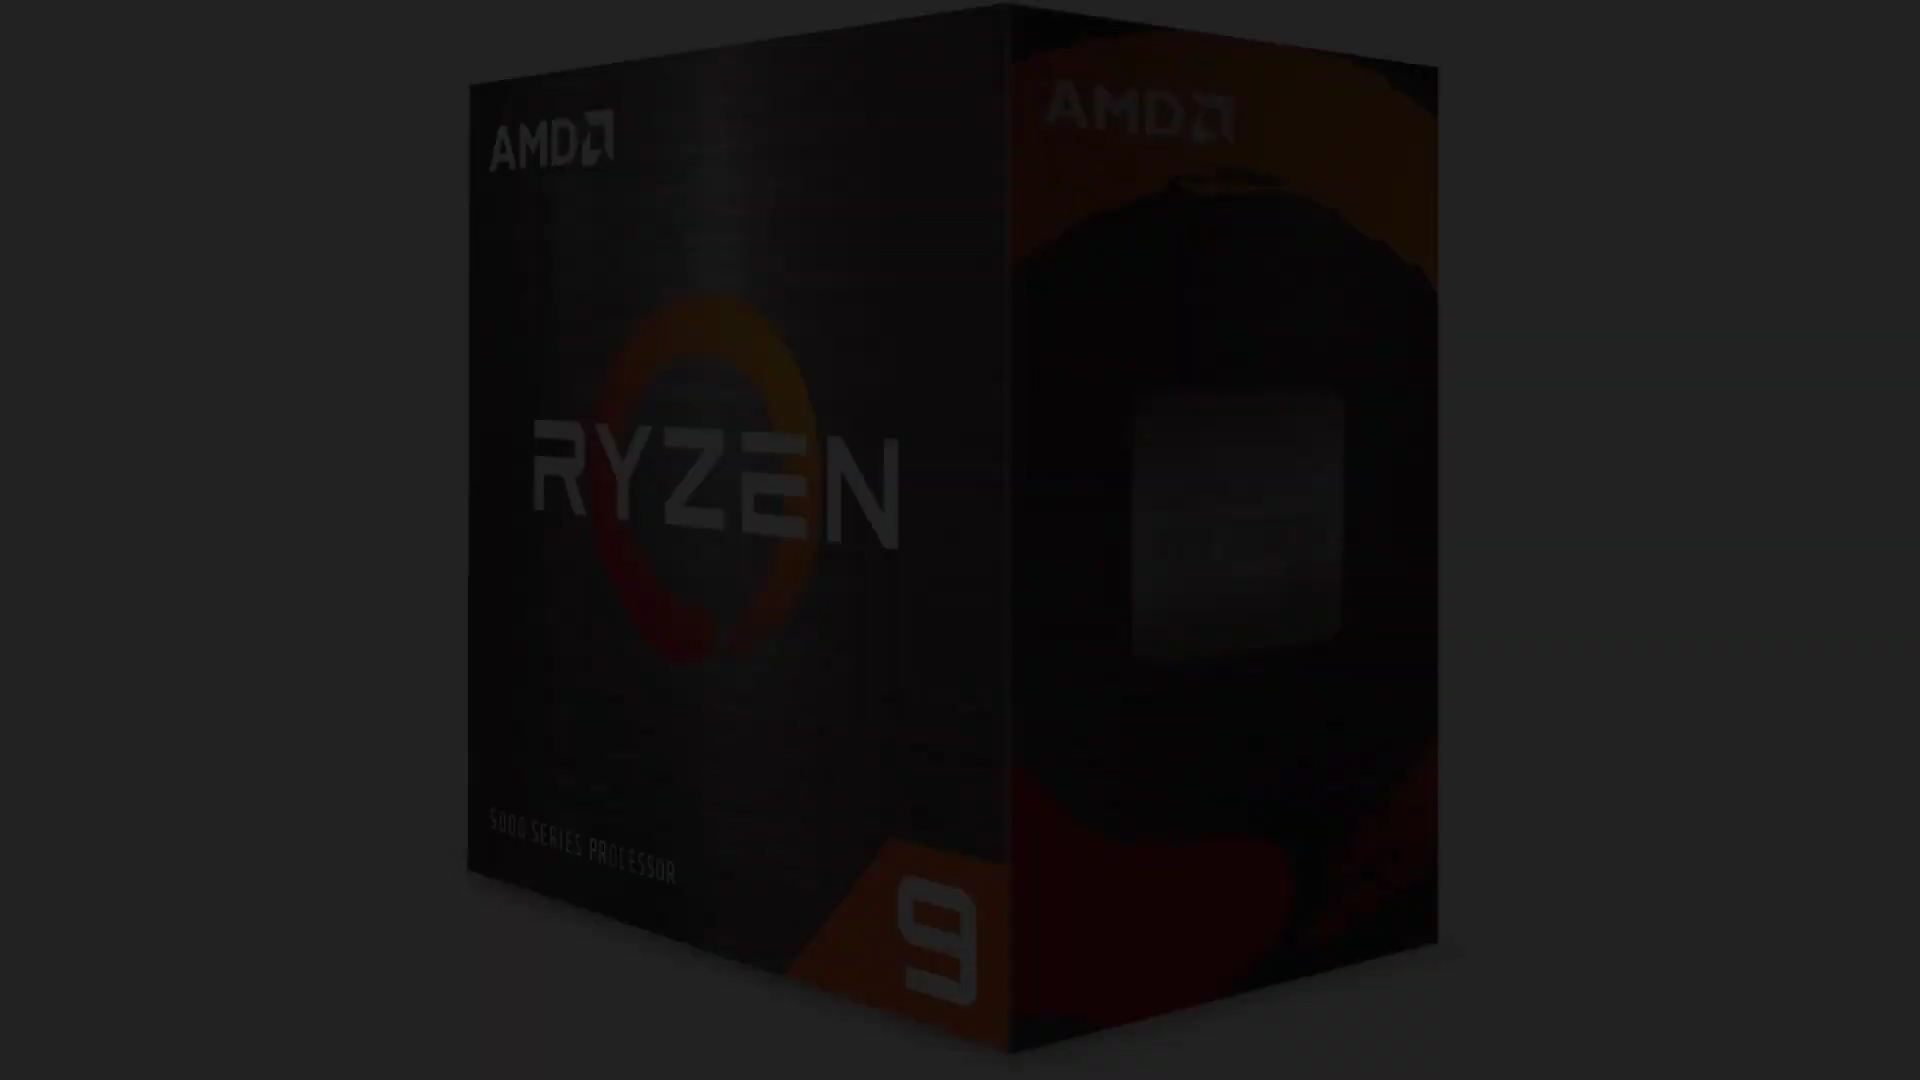 AMD
AMD
RYZEN
5000 SERIES PROCESSOR
9